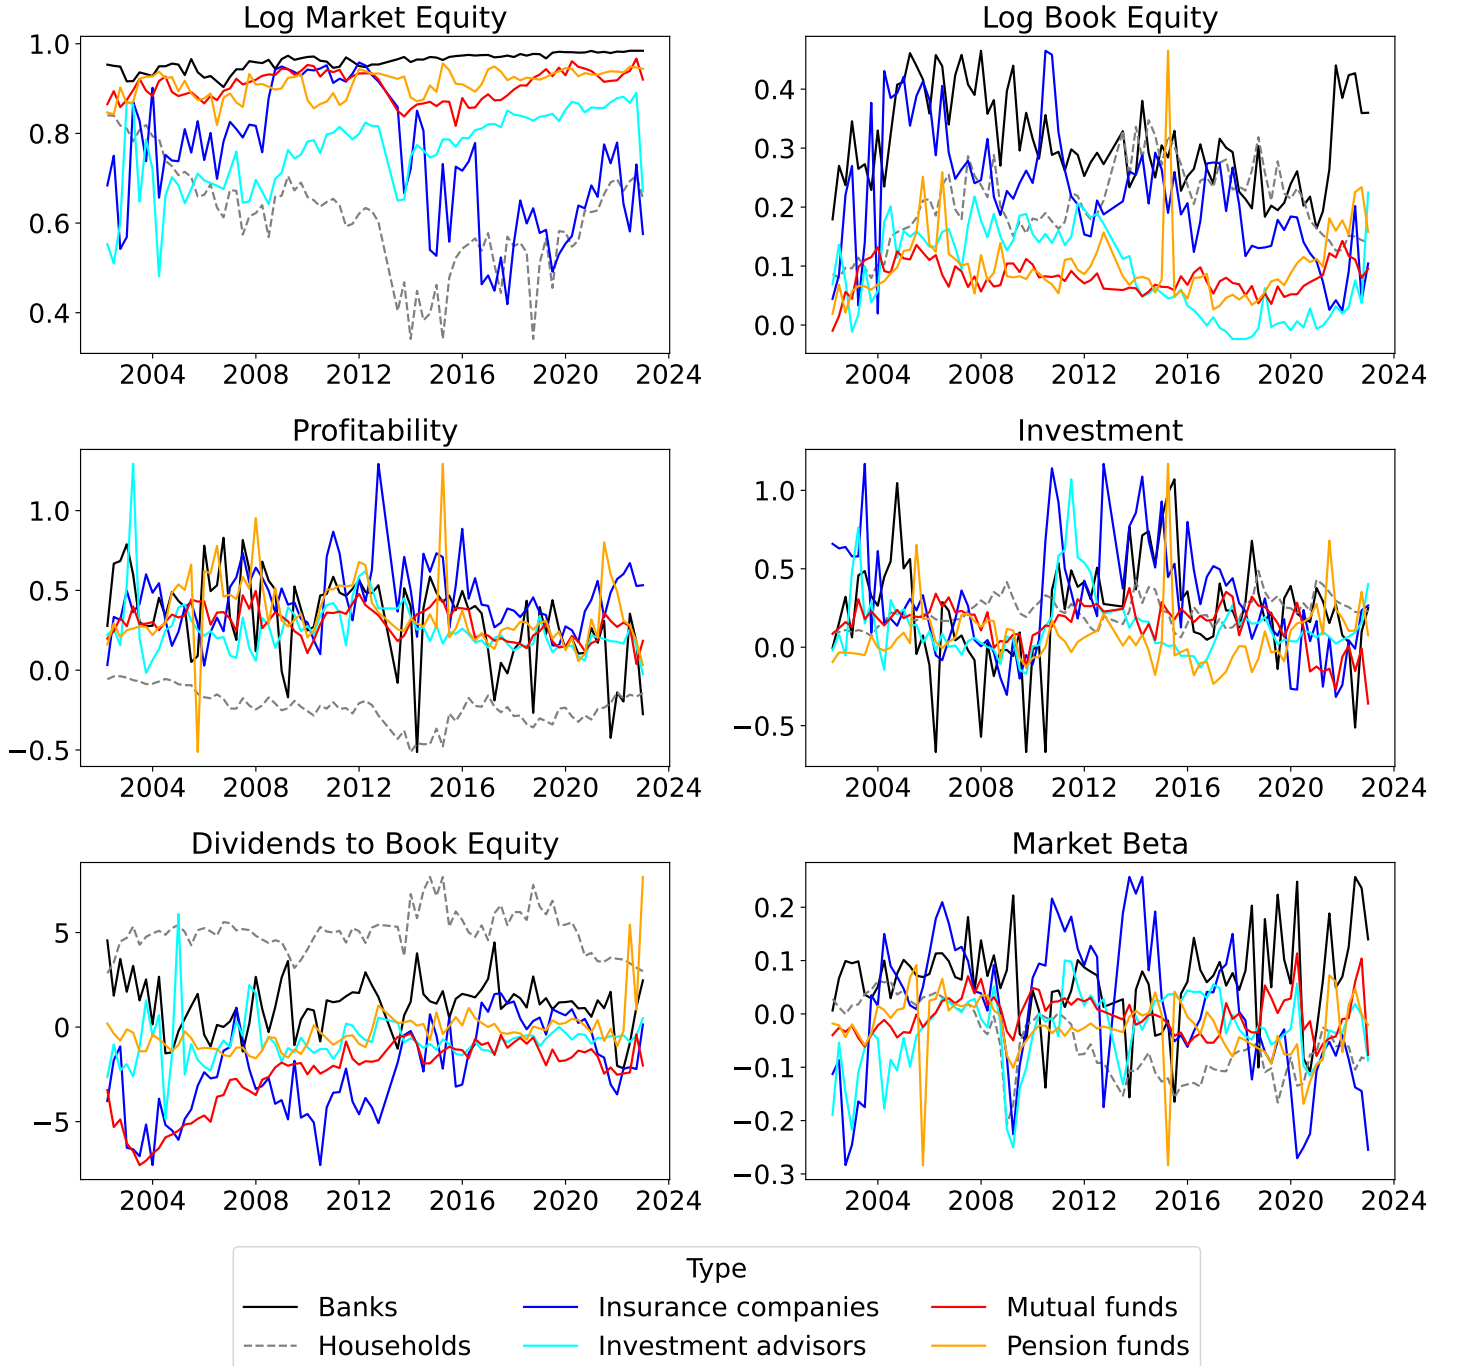 Log Market Equity
1.0
0.8
0.6
0.4
2004 2008 2012 2016 2020 2024
Log Book Equity
0.4
0.3
0.2
0.1
0.0
2004 2008 2012 2016 2020 2024
Profitability
1.0
0.5
0.0
−0.5
2004 2008 2012 2016 2020 2024
Investment
1.0
0.5
0.0
−0.5
2004 2008 2012 2016 2020 2024
Dividends to Book Equity
5
0
−5
2004 2008 2012 2016 2020 2024
Market Beta
0.2
0.1
0.0
−0.1
−0.2
−0.3
2004 2008 2012 2016 2020 2024
Type
Banks Insurance companies Mutual funds
Households Investment advisors Pension funds